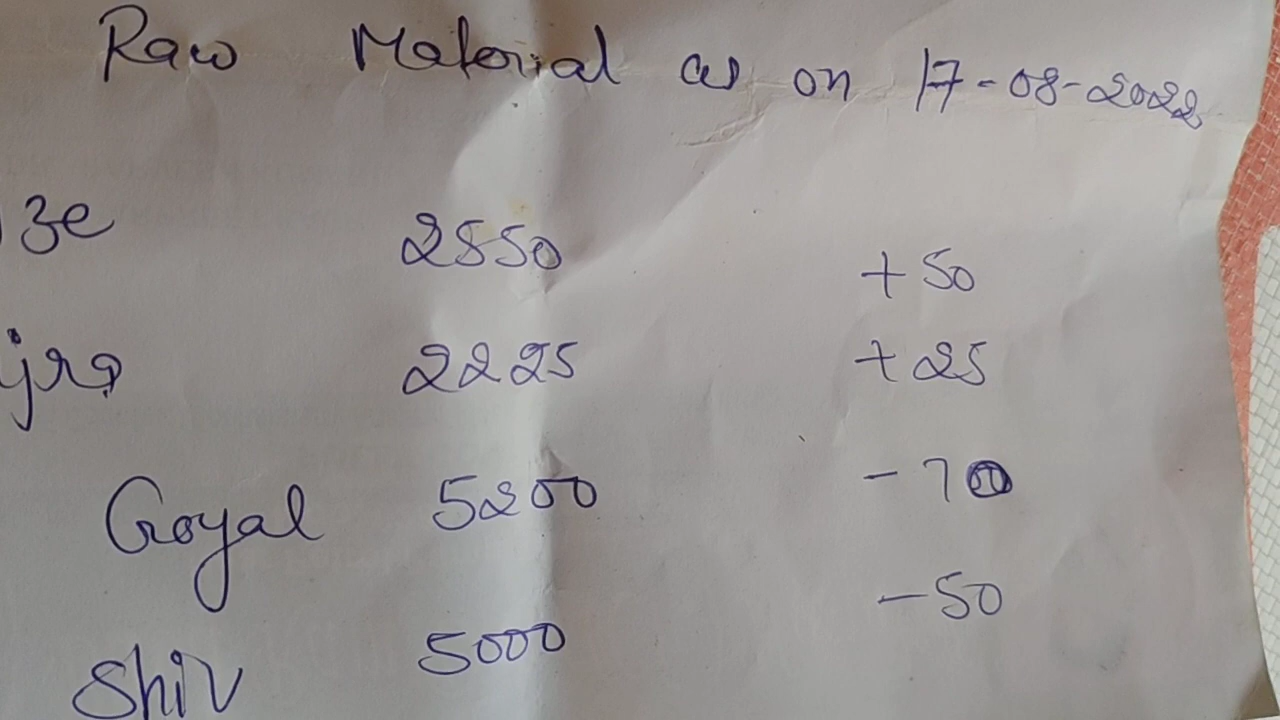 Raw Material as on 17-08-2022
ze 2550 +50
jra 2225 +25
Goyal 5200 -70
Shiv 5000 -50